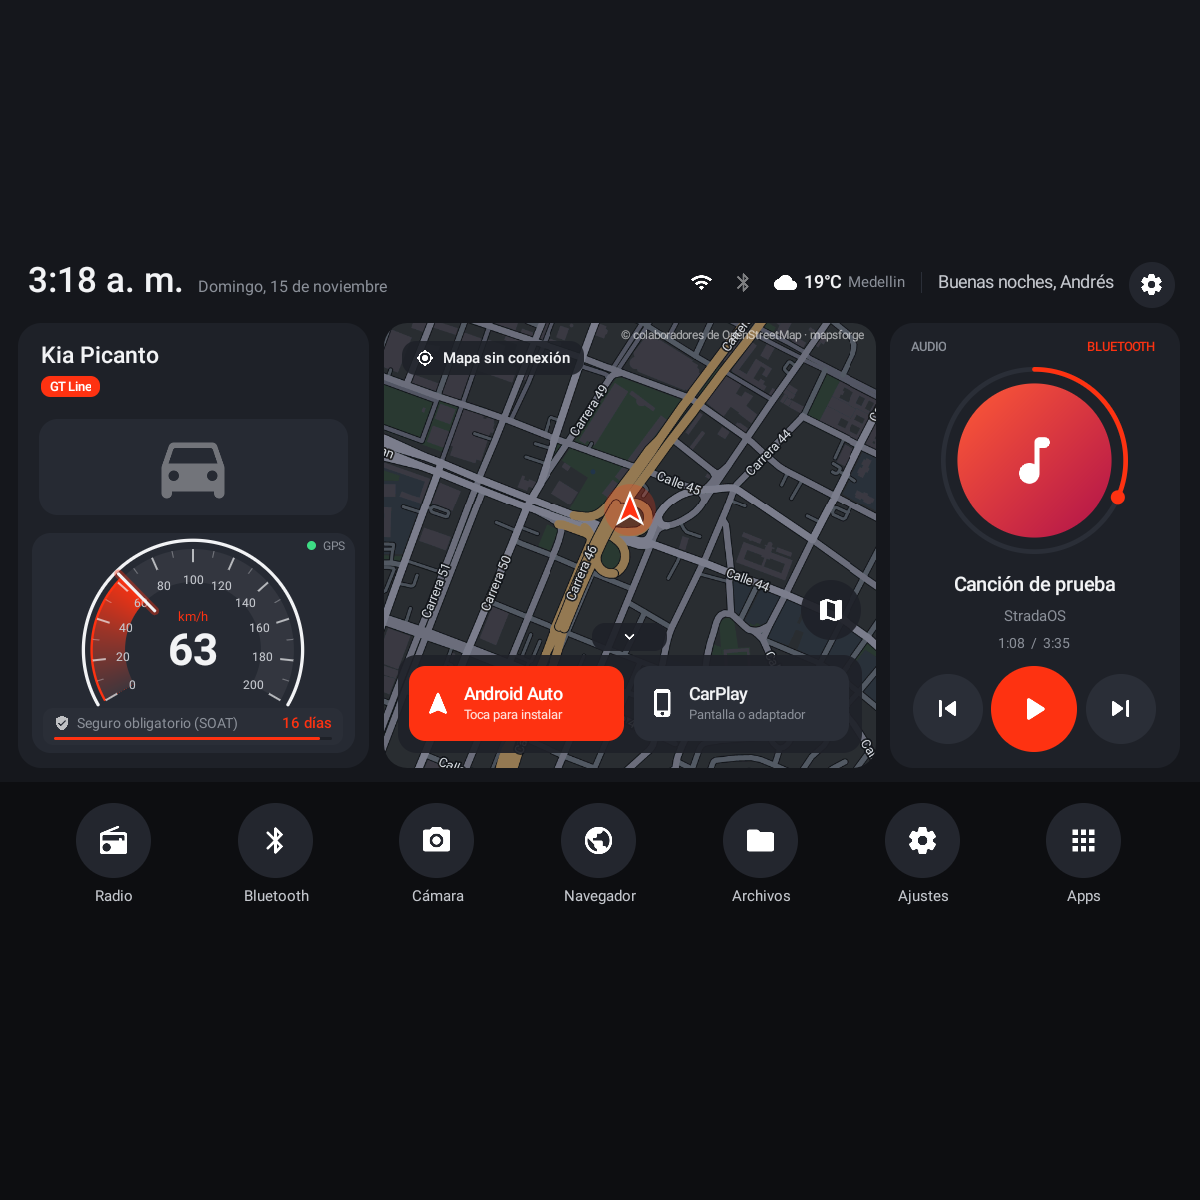 3:18 a. m.
Domingo, 15 de noviembre
19°C Medellin
Buenas noches, Andrés
Kia Picanto
GT Line
GPS
0
20
40
60
80
100
120
140
160
180
200
km/h
63
Seguro obligatorio (SOAT)
16 días
© colaboradores de OpenStreetMap · mapsforge
Mapa sin conexión
Carrera 49
Carrera 44
Calle 45
Carrera 46
Carrera 50
Carrera 51
Calle 44
Android Auto
Toca para instalar
CarPlay
Pantalla o adaptador
AUDIO
BLUETOOTH
Canción de prueba
StradaOS
1:08 / 3:35
Radio
Bluetooth
Cámara
Navegador
Archivos
Ajustes
Apps